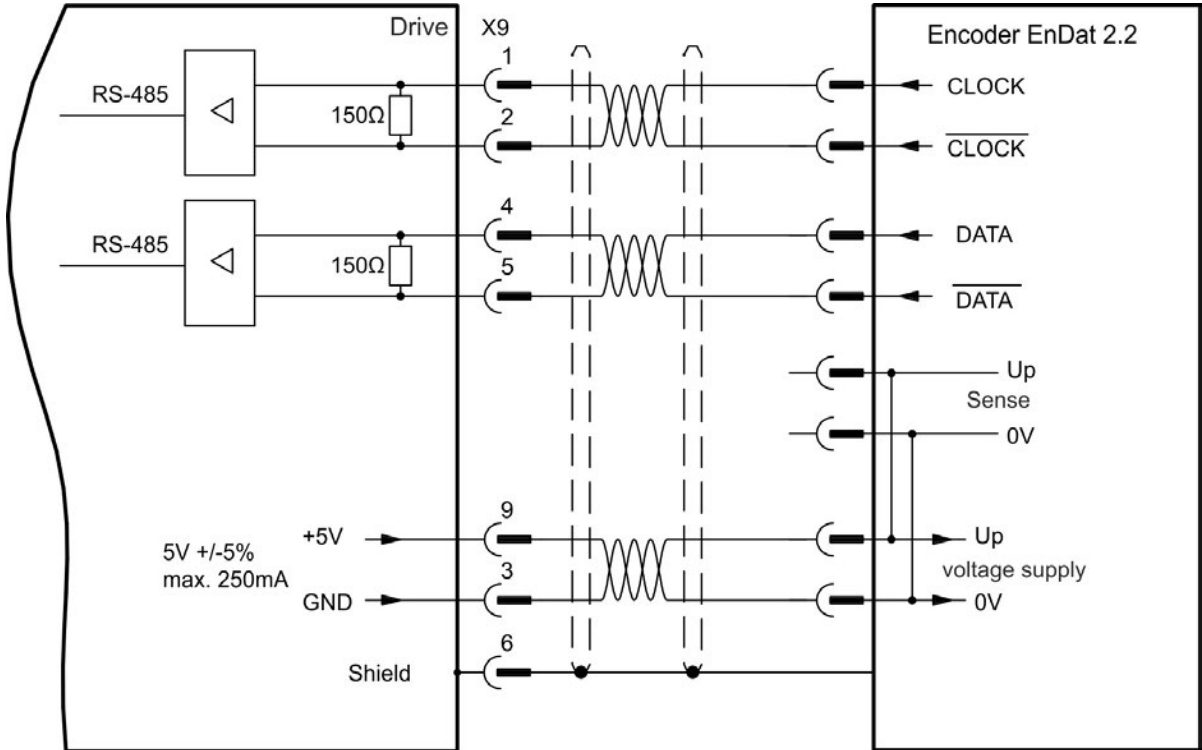 Drive X9
Encoder EnDat 2.2
1
RS-485
150Ω
CLOCK
2
CLOCK
4
RS-485
150Ω
DATA
5
DATA
Up
Sense
0V
9
+5V
Up
5V +/-5%
max. 250mA
voltage supply
3
GND
0V
6
Shield